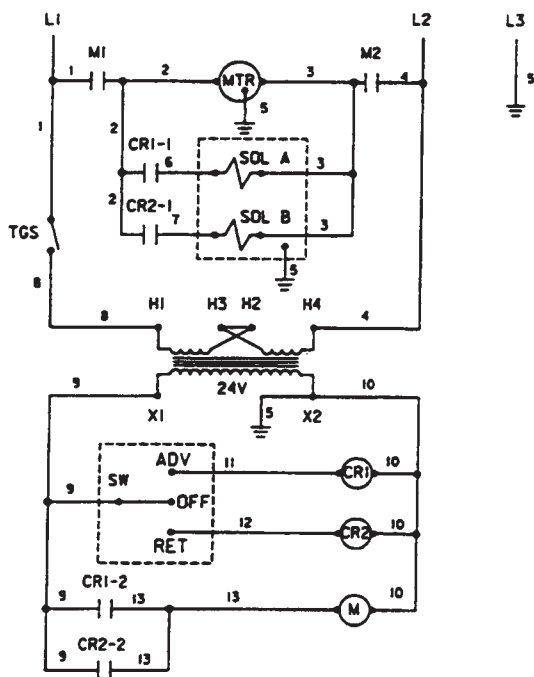 L1 L2 L3
M1 M2
1 2 MTR 3 4 5
5
1 2 CR1-1 6 SOL A 3
2 CR2-1 7 SOL B 3
TGS
5
8
8 H1 H3 H2 H4 4
9 24V 10
X1 5 X2
ADV 11 CR1 10
9 SW OFF
RET 12 CR2 10
CR1-2
9 13 13 M 10
CR2-2
9 13